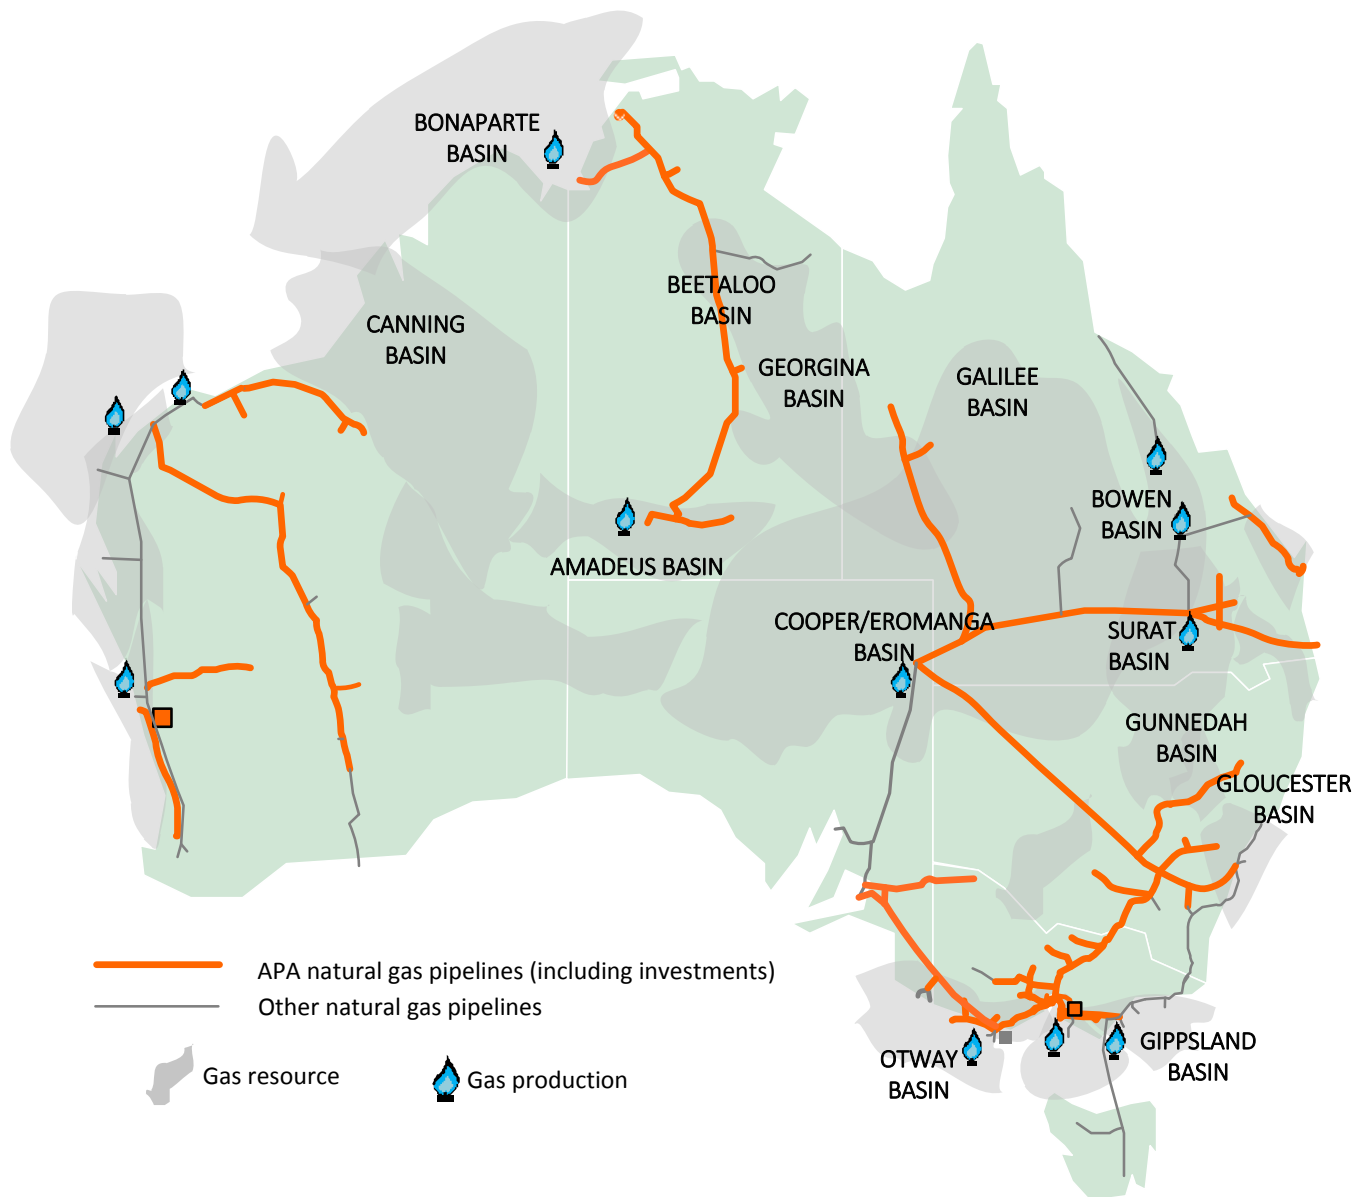 BONAPARTE
BASIN
BEETALOO
BASIN
CANNING
BASIN
GEORGINA
BASIN
GALILEE
BASIN
BOWEN
BASIN
AMADEUS BASIN
COOPER/EROMANGA
BASIN
SURAT
BASIN
GUNNEDAH
BASIN
GLOUCESTER
BASIN
APA natural gas pipelines (including investments)
Other natural gas pipelines
Gas resource
Gas production
OTWAY
BASIN
GIPPSLAND
BASIN